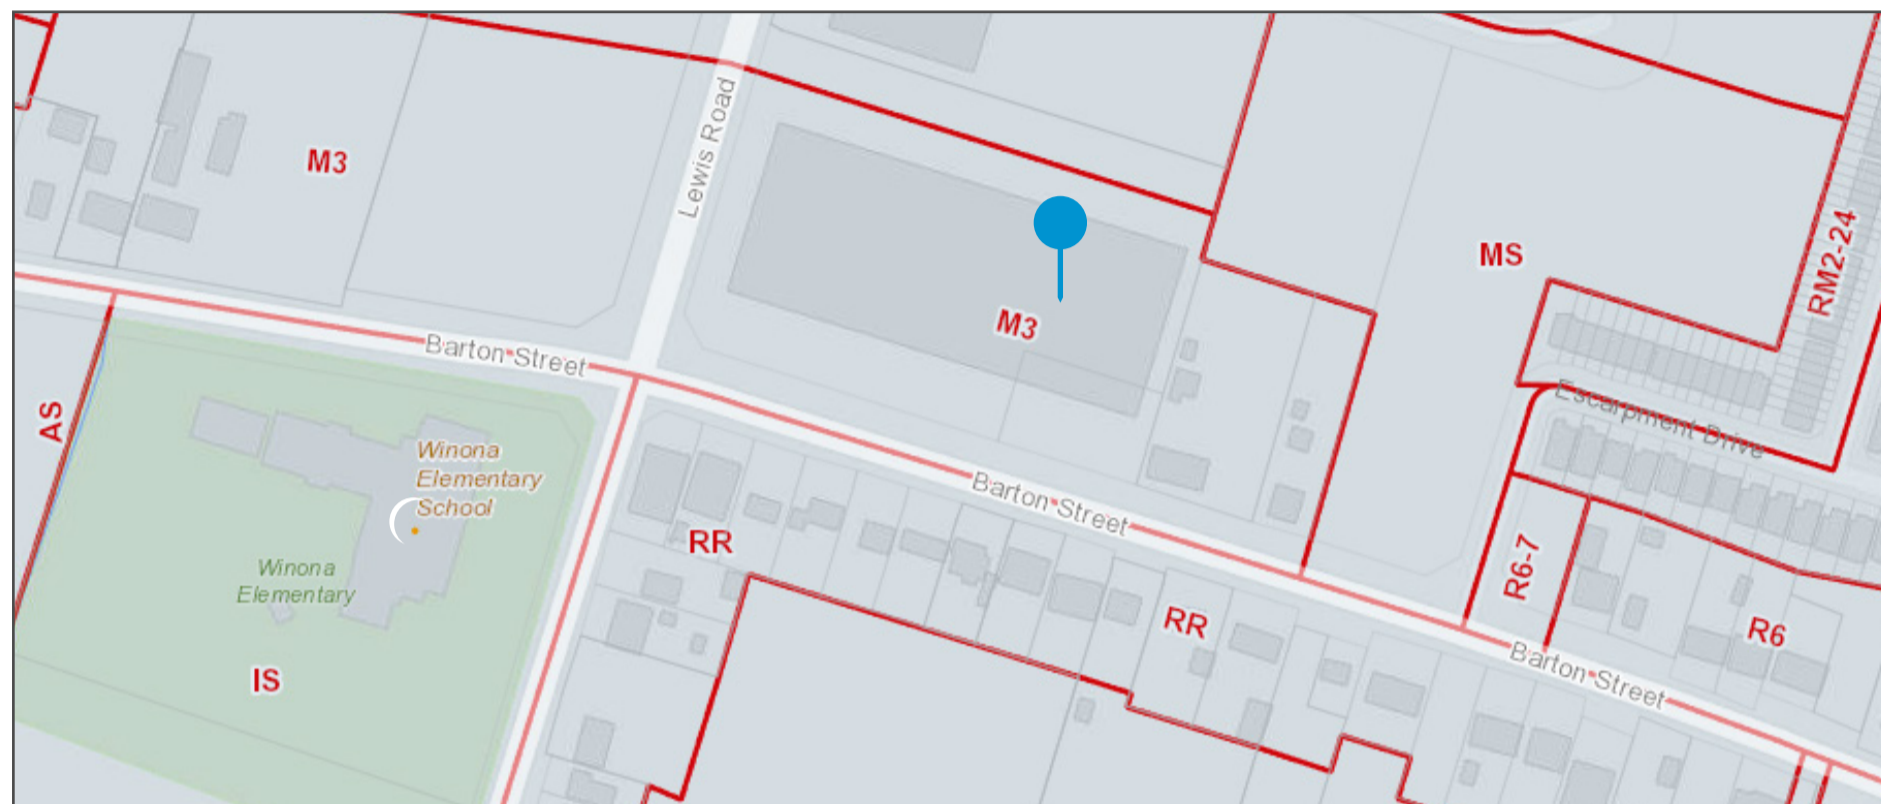 M3
Lewis Road
M3
MS
RM2-24
Barton Street
AS
Winona
Elementary
School
Winona
Elementary
IS
Escarpment Drive
Barton Street
RR
RR
R6-7
R6
Barton Street